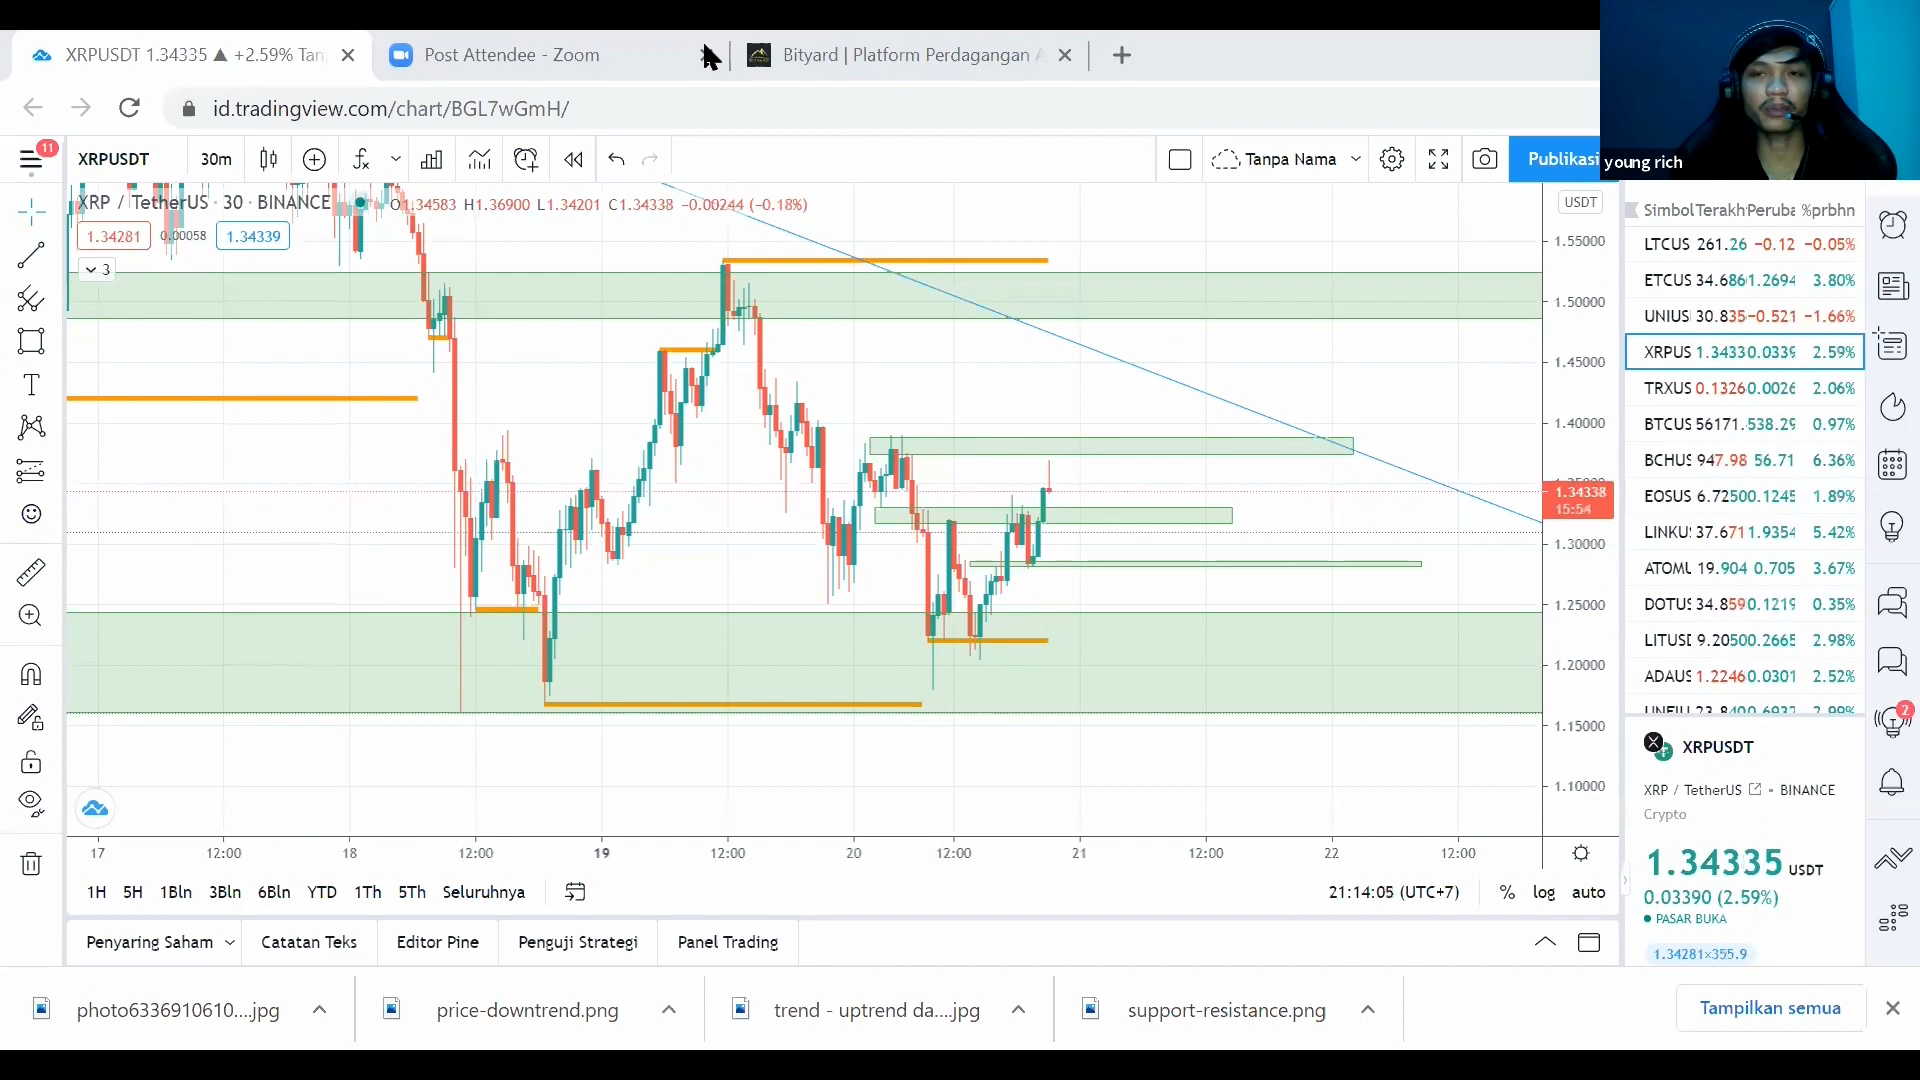 XRPUSDT 1.34335 ▲ +2.59% Tan
Post Attendee - Zoom
Bityard | Platform Perdagangan A
id.tradingview.com/chart/BGL7wGmH/
young rich
11
XRPUSDT
30m
Tanpa Nama
Publikasi
XRP / TetherUS · 30 · BINANCE
O1.34583 H1.36900 L1.34201 C1.34338 −0.00244 (−0.18%)
1.34281
0.00058
1.34339
3
USDT
1.55000
1.50000
1.45000
1.40000
1.34338
15:54
1.30000
1.25000
1.20000
1.15000
1.10000
17
12:00
18
12:00
19
12:00
20
12:00
21
12:00
22
12:00
1H
5H
1Bln
3Bln
6Bln
YTD
1Th
5Th
Seluruhnya
21:14:05 (UTC+7)
%
log
auto
Penyaring Saham
Catatan Teks
Editor Pine
Penguji Strategi
Panel Trading
Simbol Terakh Peruba %prbhn
LTCUS 261.26 −0.12 −0.05%
ETCUS 34.686 1.2694 3.80%
UNIUS 30.835 −0.521 −1.66%
XRPUS 1.3433 0.0339 2.59%
TRXUS 0.1326 0.0026 2.06%
BTCUS 56171. 538.29 0.97%
BCHUS 947.98 56.71 6.36%
EOSUS 6.7250 0.1245 1.89%
LINKU 37.671 1.9354 5.42%
ATOMU 19.904 0.705 3.67%
DOTUS 34.859 0.1219 0.35%
LITUSD 9.2050 0.2665 2.98%
ADAUS 1.2246 0.0301 2.52%
2
XRPUSDT
XRP / TetherUS • BINANCE
Crypto
1.34335 USDT
0.03390 (2.59%)
PASAR BUKA
1.34281×355.9
photo6336910610....jpg
price-downtrend.png
trend - uptrend da....jpg
support-resistance.png
Tampilkan semua